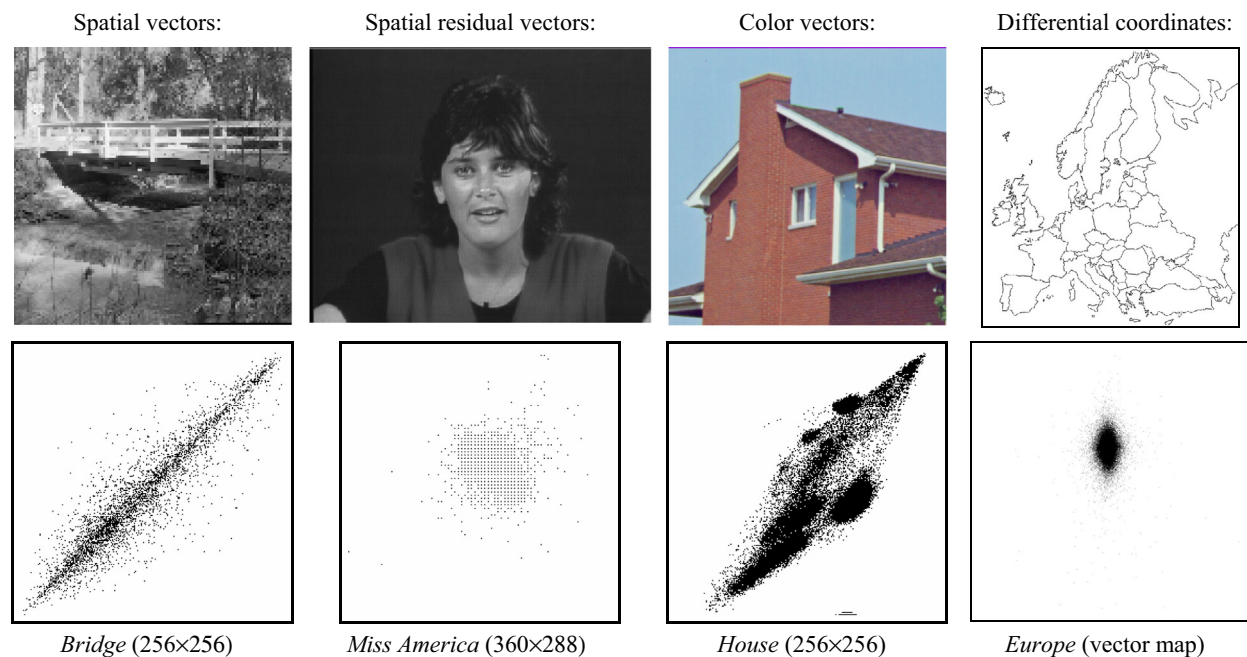 Spatial vectors: Spatial residual vectors: Color vectors: Differential coordinates:
Bridge (256×256) Miss America (360×288) House (256×256) Europe (vector map)